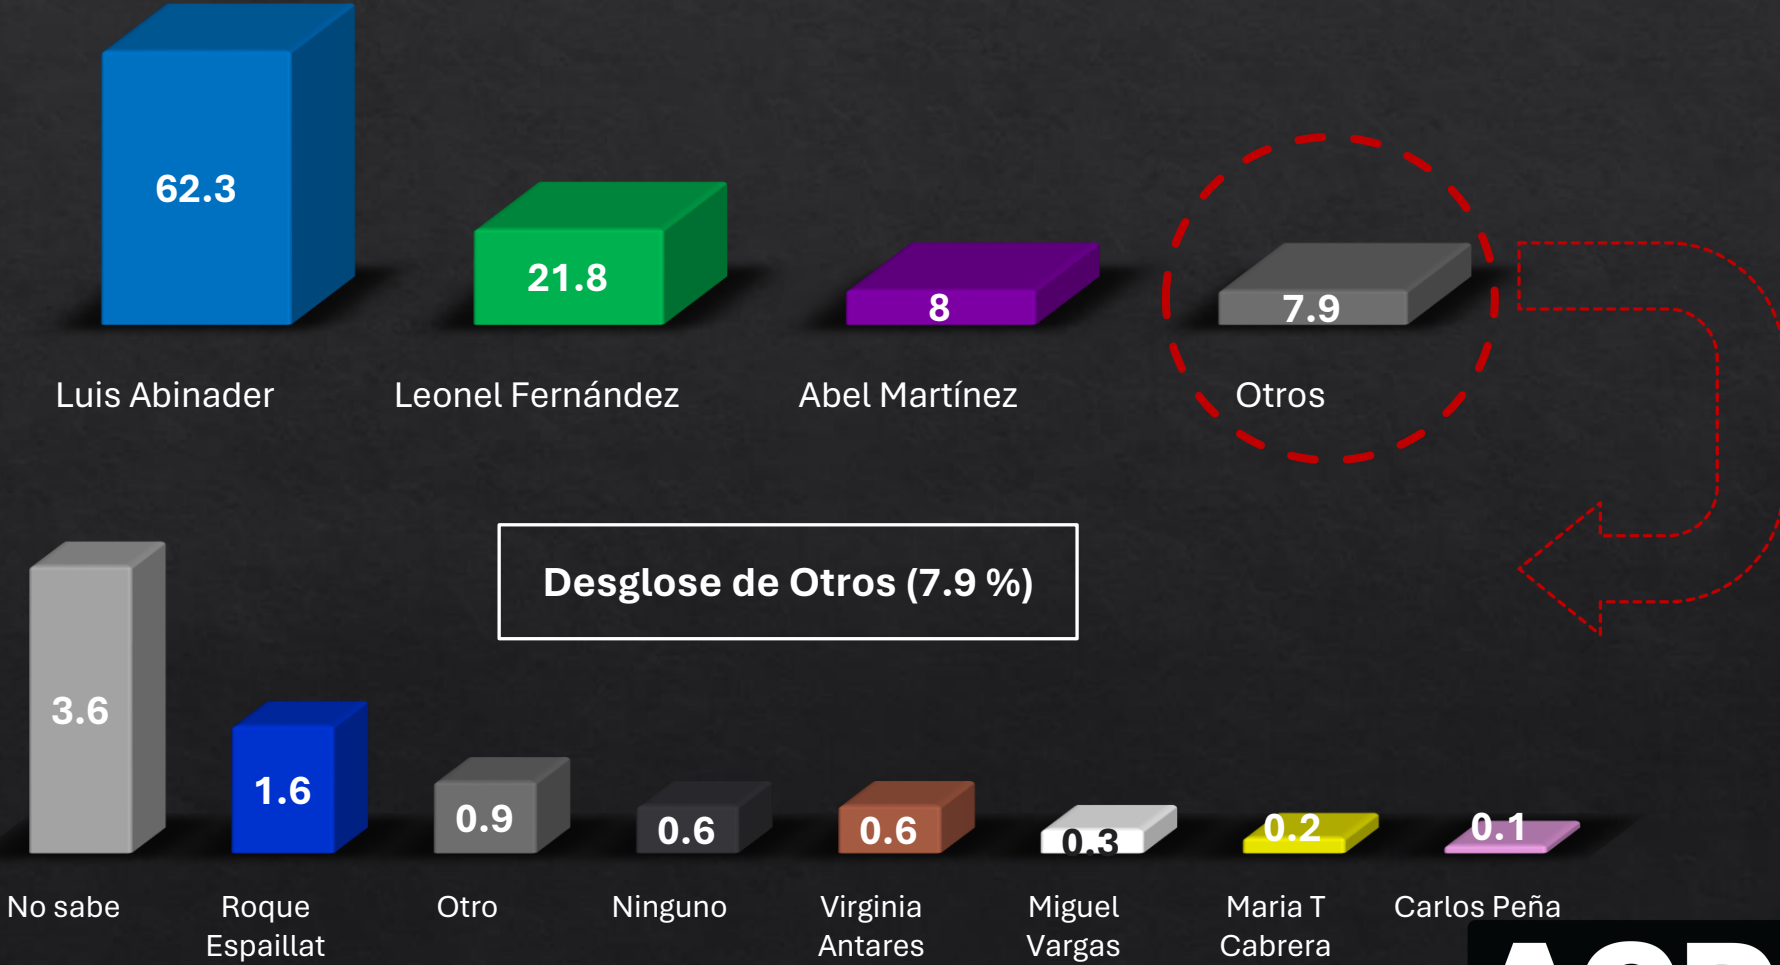 62.3
21.8
8
7.9
Luis Abinader
Leonel Fernández
Abel Martínez
Otros
Desglose de Otros (7.9 %)
3.6
1.6
0.9
0.6
0.6
0.3
0.2
0.1
No sabe
Roque
Espaillat
Otro
Ninguno
Virginia
Antares
Miguel
Vargas
Maria T
Cabrera
Carlos Peña